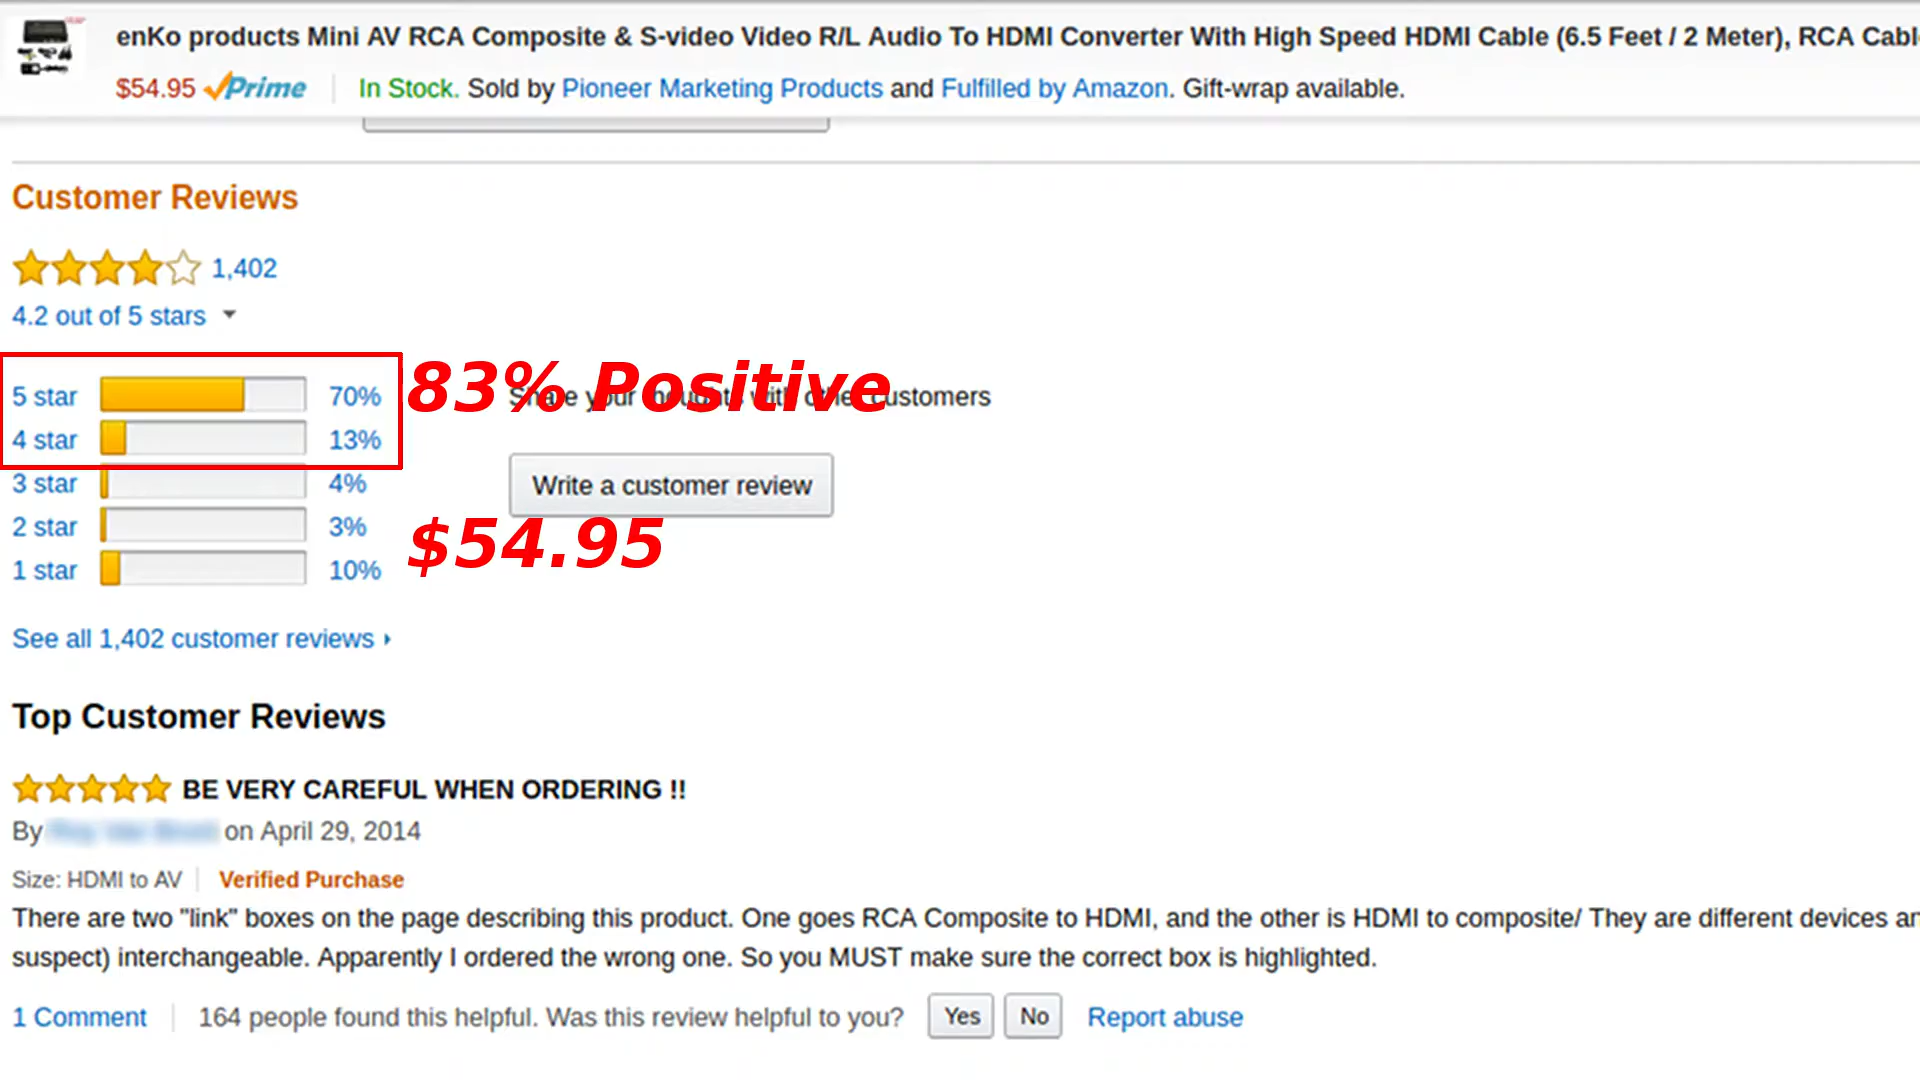 enKo products Mini AV RCA Composite & S-video Video R/L Audio To HDMI Converter With High Speed HDMI Cable (6.5 Feet / 2 Meter), RCA
$54.95 Prime In Stock. Sold by Pioneer Marketing Products and Fulfilled by Amazon. Gift-wrap available.
Customer Reviews
1,402
4.2 out of 5 stars
5 star 70%
83% Positive
Share your thoughts with other customers
4 star 13%
3 star 4%
Write a customer review
2 star 3%
$54.95
1 star 10%
See all 1,402 customer reviews
Top Customer Reviews
BE VERY CAREFUL WHEN ORDERING !!
By on April 29, 2014
Size: HDMI to AV Verified Purchase
There are two "link" boxes on the page describing this product. One goes RCA Composite to HDMI, and the other is HDMI to composite/ They are different devices
suspect) interchangeable. Apparently I ordered the wrong one. So you MUST make sure the correct box is highlighted.
1 Comment 164 people found this helpful. Was this review helpful to you? Yes No Report abuse